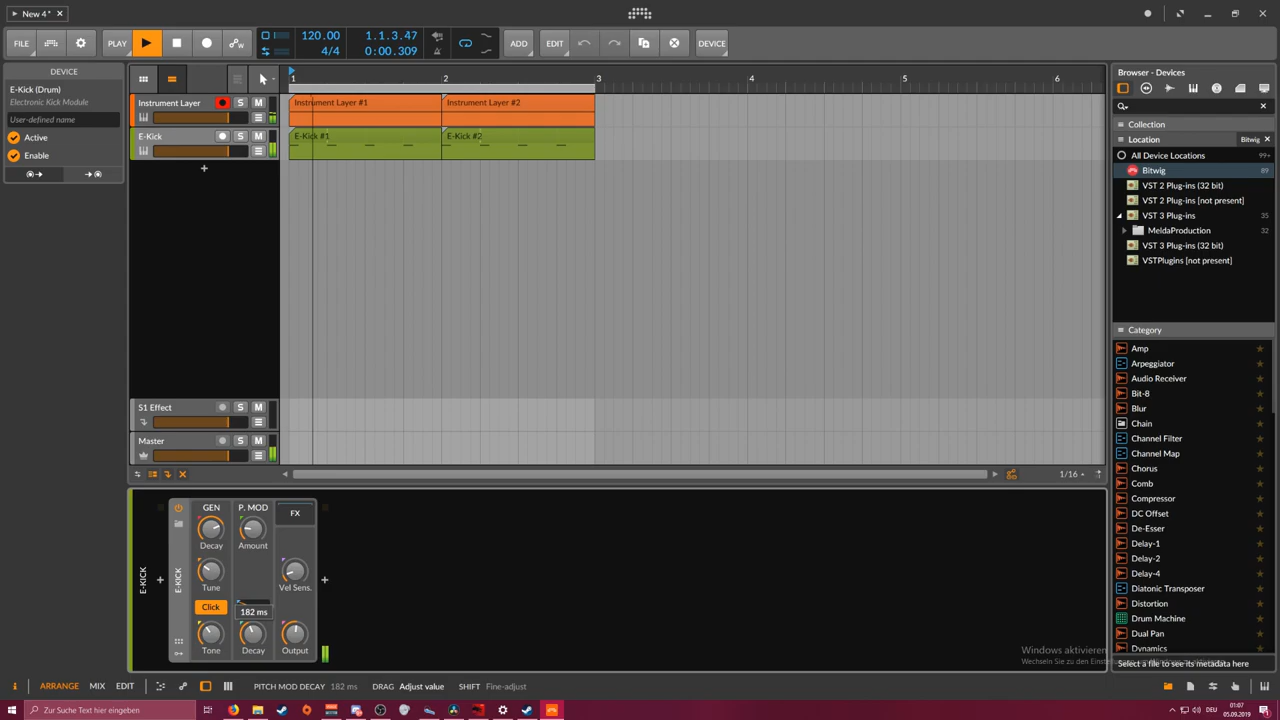 New 4*
FILE
PLAY
120.00
4/4
1.1.3.47
0:00.309
ADD
EDIT
DEVICE
DEVICE
E-Kick (Drum)
Electronic Kick Module
User-defined name
Active
Enable
1
2
3
4
5
6
Instrument Layer
S
M
Instrument Layer #1
Instrument Layer #2
E-Kick
S
M
E-Kick #1
E-Kick #2
+
S1 Effect
S
M
Master
S
M
1/16
Browser - Devices
Collection
Location
Bitwig
All Device Locations
99+
Bitwig
89
VST 2 Plug-ins (32 bit)
VST 2 Plug-ins [not present]
VST 3 Plug-ins
35
MeldaProduction
32
VST 3 Plug-ins (32 bit)
VSTPlugins [not present]
Category
Amp
Arpeggiator
Audio Receiver
Bit-8
Blur
Chain
Channel Filter
Channel Map
Chorus
Comb
Compressor
DC Offset
De-Esser
Delay-1
Delay-2
Delay-4
Diatonic Transposer
Distortion
Drum Machine
Dual Pan
Dynamics
Select a file to see its metadata here
E-KICK
E-KICK
GEN
P. MOD
FX
Decay
Amount
Tune
Vel Sens.
Click
182 ms
Tone
Decay
Output
Windows aktivieren
Wechseln Sie zu den
ARRANGE
MIX
EDIT
PITCH MOD DECAY
182 ms
DRAG
Adjust value
SHIFT
Fine-adjust
Zur Suche Text hier eingeben
DEU
01:07
05.09.2019